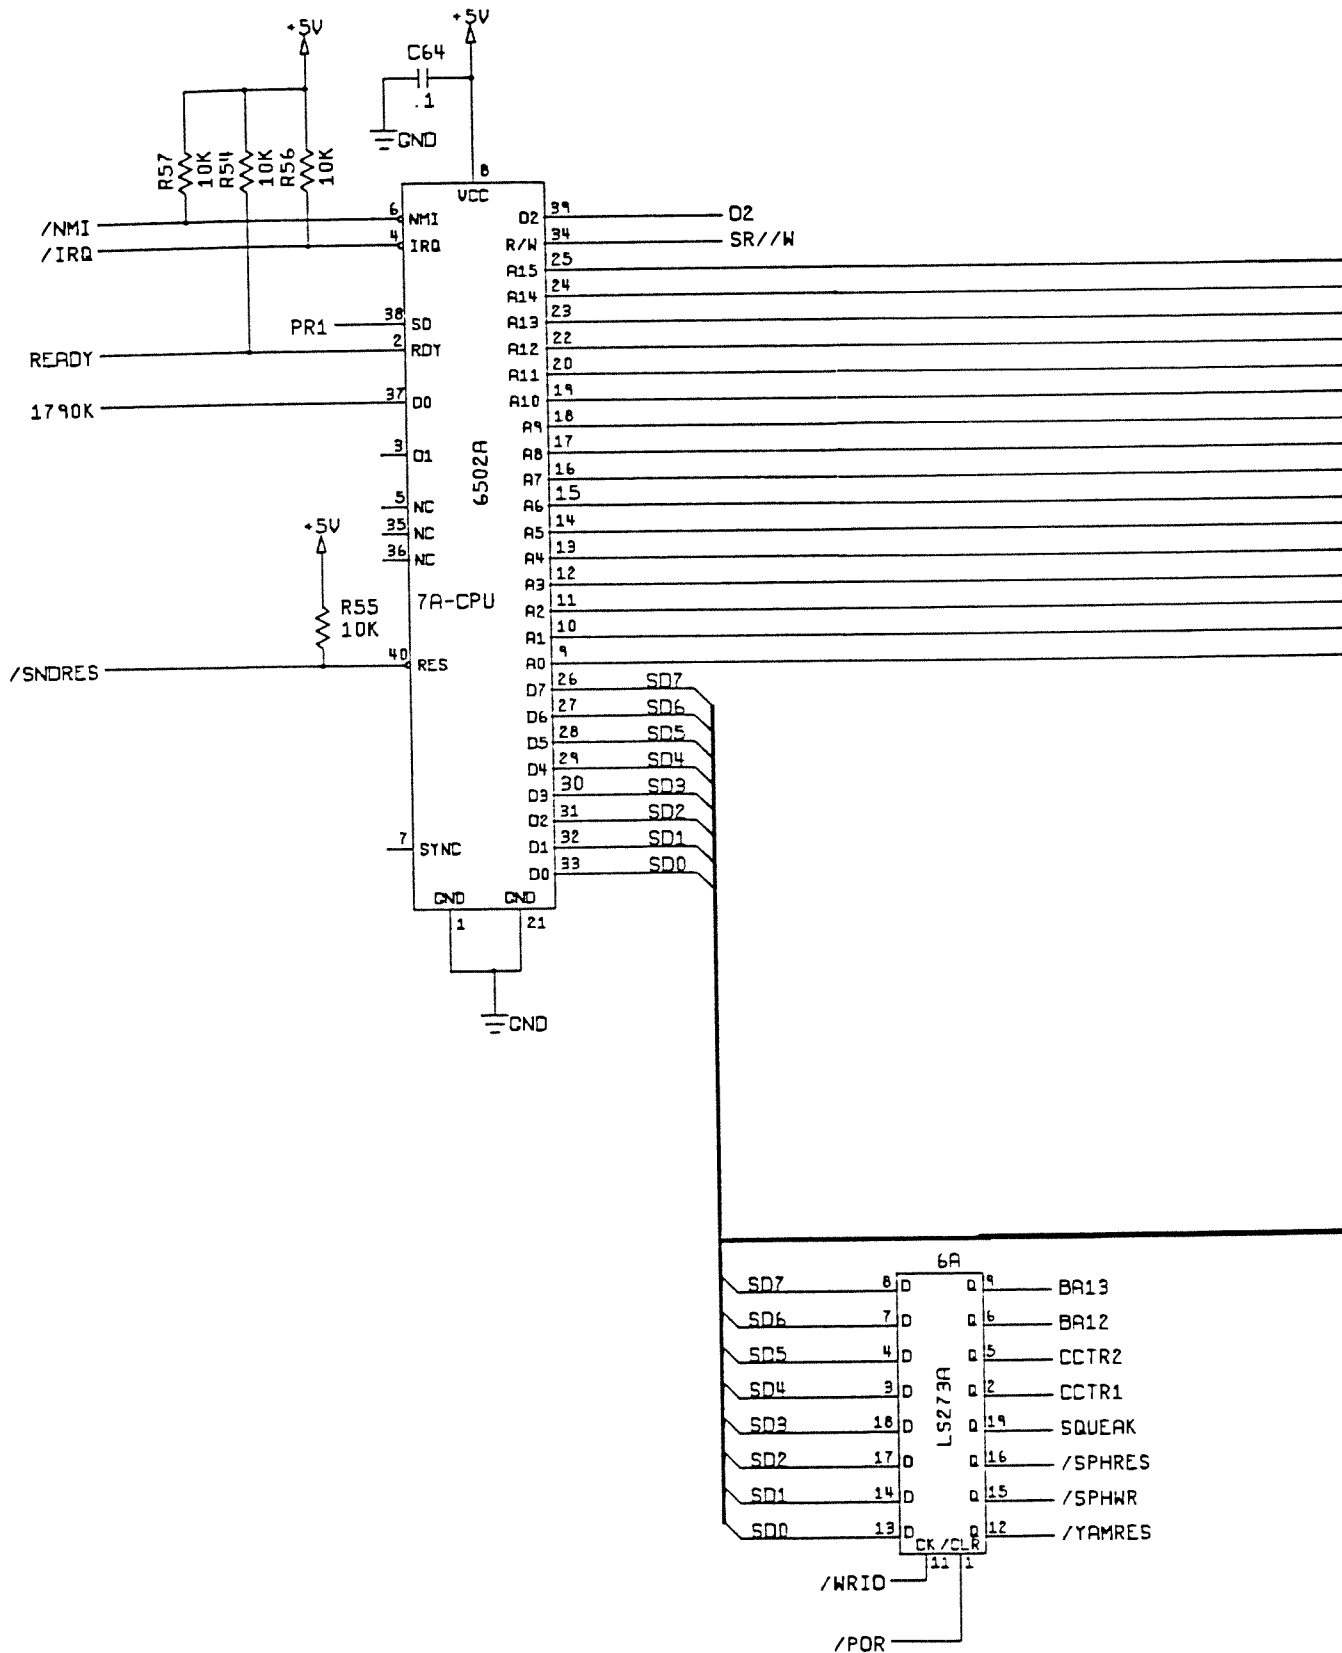 +5V
+5V
C64
.1
GND
R57
10K
R54
10K
R56
10K
8
VCC
/NMI
6
NMI
/IRQ
4
IRQ
PR1
38
SO
READY
2
RDY
1790K
37
O0
3
O1
5
NC
35
NC
36
NC
6502A
7A-CPU
+5V
R55
10K
/SNDRES
40
RES
7
SYNC
O2
39
O2
R/W
34
SR//W
A15
25
A14
24
A13
23
A12
22
A11
20
A10
19
A9
18
A8
17
A7
16
A6
15
A5
14
A4
13
A3
12
A2
11
A1
10
A0
9
D7
26
SD7
D6
27
SD6
D5
28
SD5
D4
29
SD4
D3
30
SD3
D2
31
SD2
D1
32
SD1
D0
33
SD0
GND
GND
1
21
GND
6A
SD7
8
D
Q
9
BA13
SD6
7
D
Q
6
BA12
SD5
4
D
Q
5
CCTR2
SD4
3
D
Q
2
CCTR1
SD3
18
D
Q
19
SQUEAK
SD2
17
D
Q
16
/SPHRES
SD1
14
D
Q
15
/SPHWR
SD0
13
D
Q
12
/YAMRES
LS273A
CK
/CLR
11
1
/WRIO
/POR